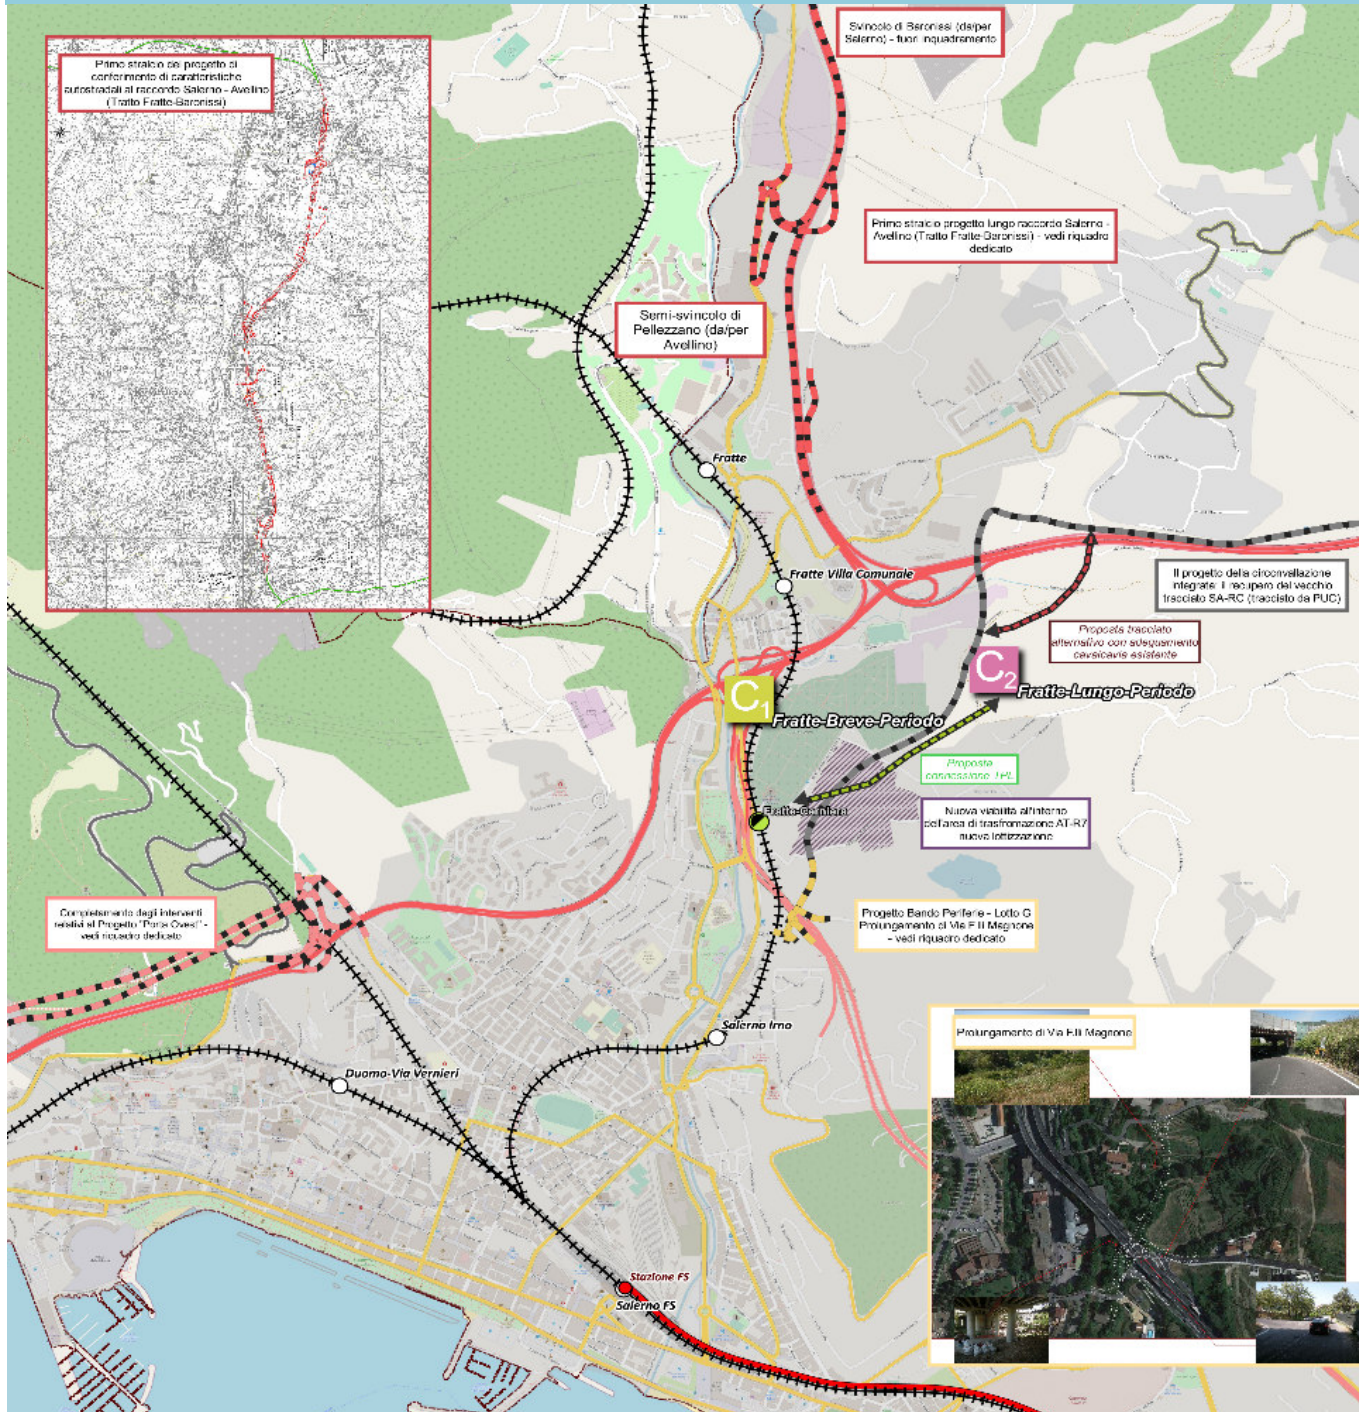 Svincolo di Baronissi (da/per
Salerno) - fuori inquadramento
Primo stralcio del progetto di
conferimento di caratteristiche
autostradali al raccordo Salerno - Avellino
(Tratto Fratte-Baronissi)
Primo stralcio progetto lungo raccordo Salerno -
Avellino (Tratto Fratte-Baronissi) - vedi riquadro
dedicato
Semi-svincolo di
Pellezzano (da/per
Avellino)
Fratte
Fratte Villa Comunale
Il progetto della circonvallazione
integrata: il recupero del vecchio
tracciato SA-RC (tracciato da PUC)
Proposta tracciato
alternativo con adeguamento
cavalcavia esistente
C2
Fratte-Lungo-Periodo
C1
Fratte-Breve-Periodo
Proposta
connessione TPL
Fratte-Cerniera
Nuova viabilità all'interno
dell'area di trasfromazione AT-R7
nuova lottizzazione
Completamento degli interventi
relativi al Progetto "Porta Ovest" -
vedi riquadro dedicato
Progetto Bando Periferie - Lotto G
Prolungamento di Via F.lli Magnone
- vedi riquadro dedicato
Salerno Irno
Prolungamento di Via F.lli Magnone
Duomo-Via Vernieri
Stazione FS
Salerno FS